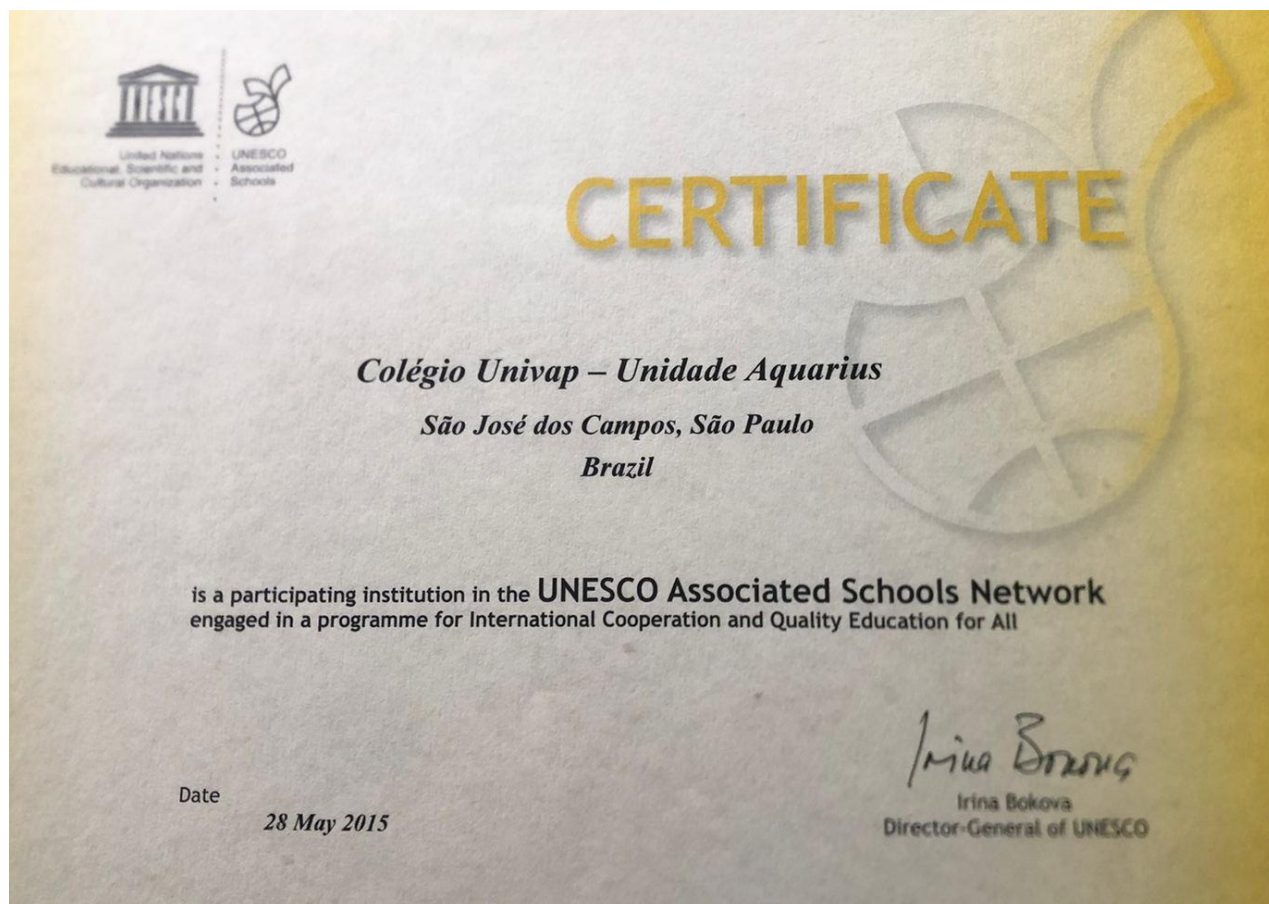 United Nations
Educational, Scientific and
Cultural Organization
UNESCO
Associated
Schools
CERTIFICATE
Colégio Univap – Unidade Aquarius
São José dos Campos, São Paulo
Brazil
is a participating institution in the UNESCO Associated Schools Network
engaged in a programme for International Cooperation and Quality Education for All
Irina Bokova
Irina Bokova
Director-General of UNESCO
Date
28 May 2015